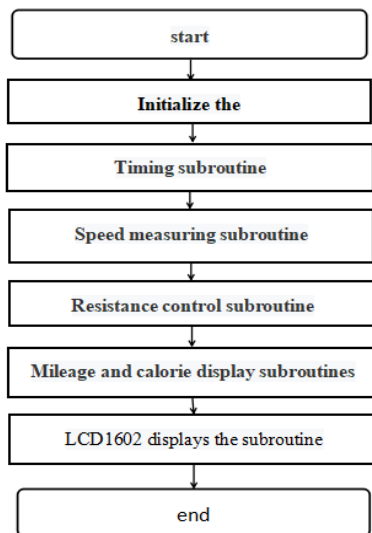 start
Initialize the
Timing subroutine
Speed measuring subroutine
Resistance control subroutine
Mileage and calorie display subroutines
LCD1602 displays the subroutine
end